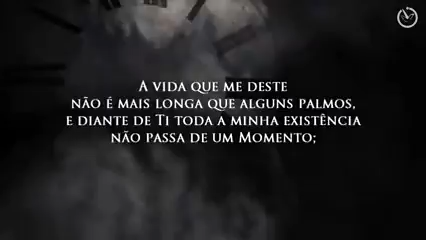 A VIDA QUE ME DESTE
NÃO É MAIS LONGA QUE ALGUNS PALMOS,
E DIANTE DE TI TODA A MINHA EXISTÊNCIA
NÃO PASSA DE UM MOMENTO;